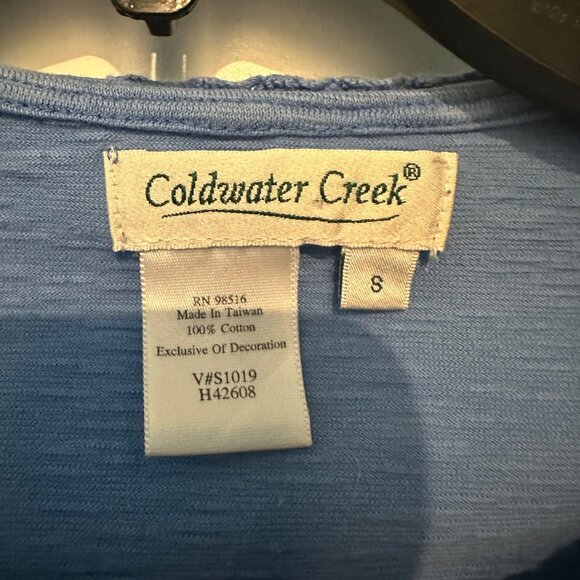 Coldwater Creek®
S
RN 98516
Made In Taiwan
100% Cotton
Exclusive Of Decoration
V#S1019
H42608